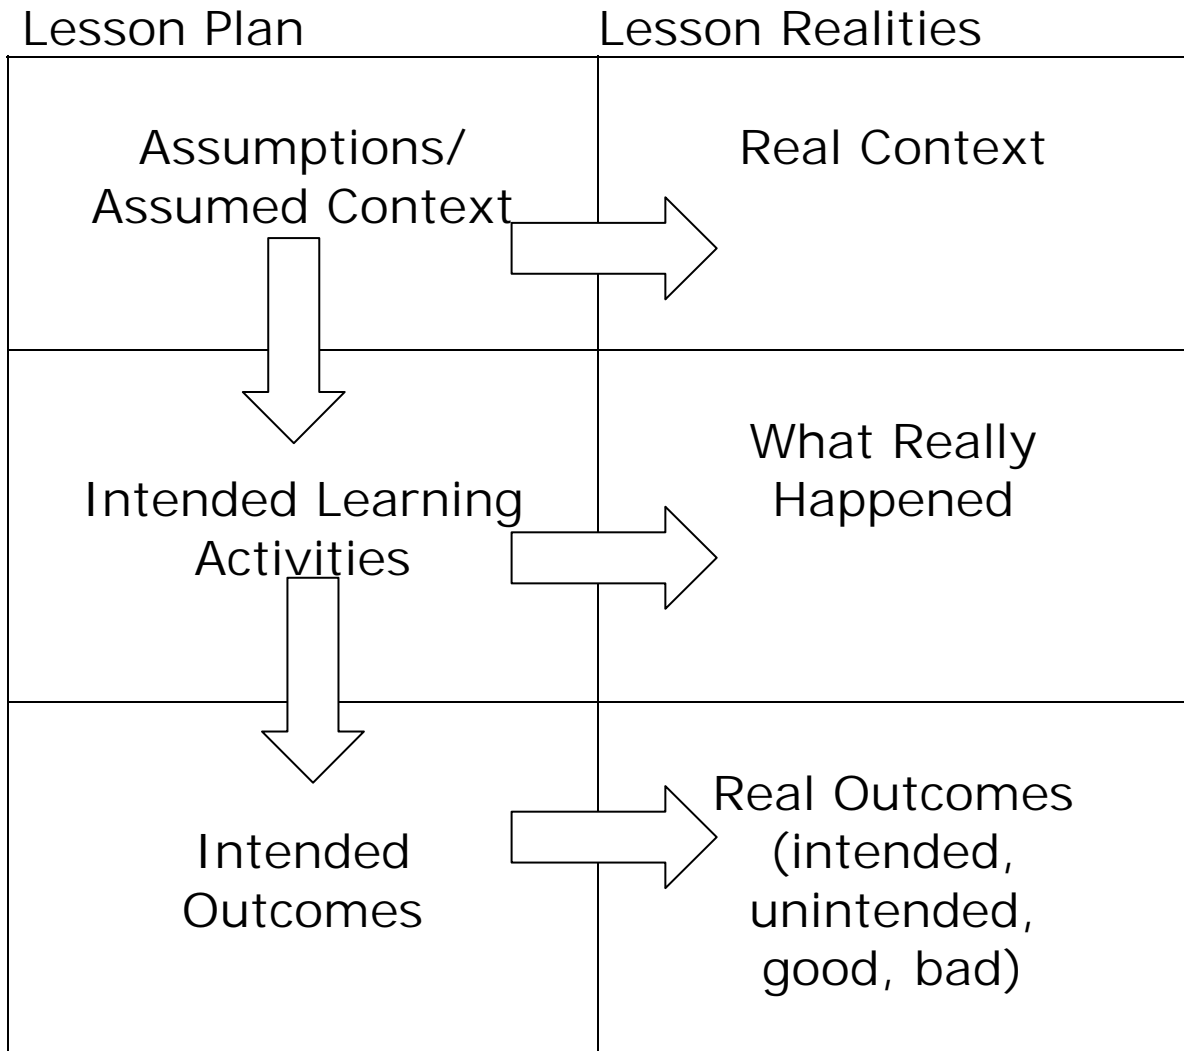 Lesson Plan
Lesson Realities
Assumptions/
Assumed Context
Real Context
Intended Learning
Activities
What Really
Happened
Intended
Outcomes
Real Outcomes
(intended,
unintended,
good, bad)